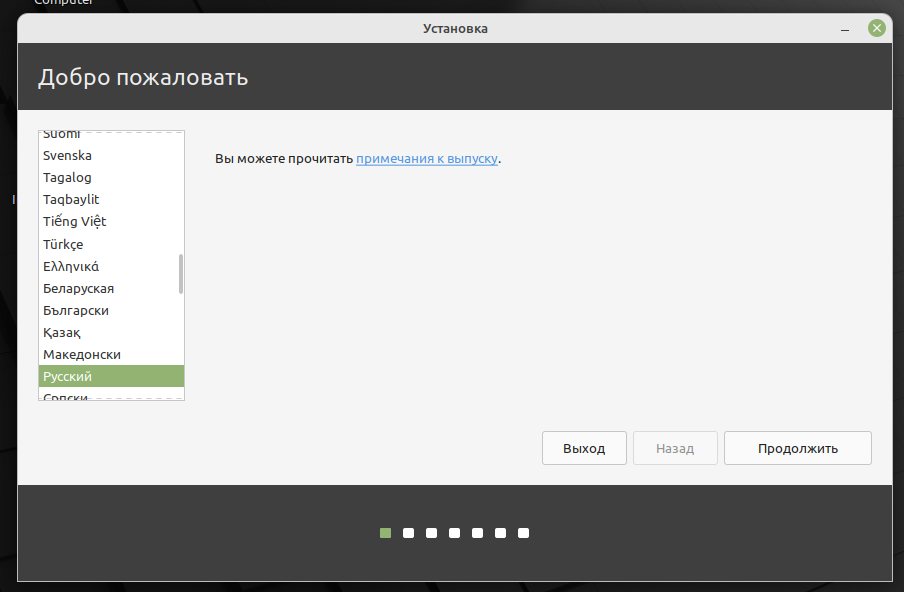 Computer
Установка
Добро пожаловать
Suomi
Svenska
Tagalog
Taqbaylit
Tiếng Việt
Türkçe
Ελληνικά
Беларуская
Български
Қазақ
Македонски
Русский
Српски
Вы можете прочитать примечания к выпуску.
Выход
Назад
Продолжить